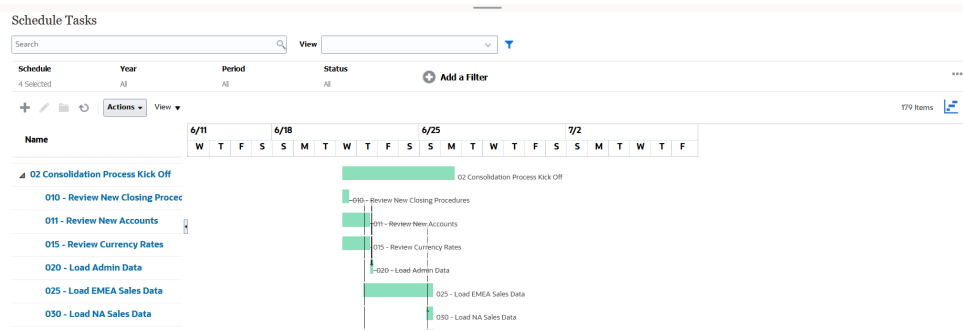 Schedule Tasks
Search View
Schedule Year Period Status
4 Selected All All All
Add a Filter
Actions View 179 Items
Name
6/11 6/18 6/25 7/2
W T F S S M T W T F S S M T W T F S S M T W T F
02 Consolidation Process Kick Off 02 Consolidation Process Kick Off
010 - Review New Closing Proced 010 - Review New Closing Procedures
011 - Review New Accounts 011 - Review New Accounts
015 - Review Currency Rates 015 - Review Currency Rates
020 - Load Admin Data 020 - Load Admin Data
025 - Load EMEA Sales Data 025 - Load EMEA Sales Data
030 - Load NA Sales Data 030 - Load NA Sales Data